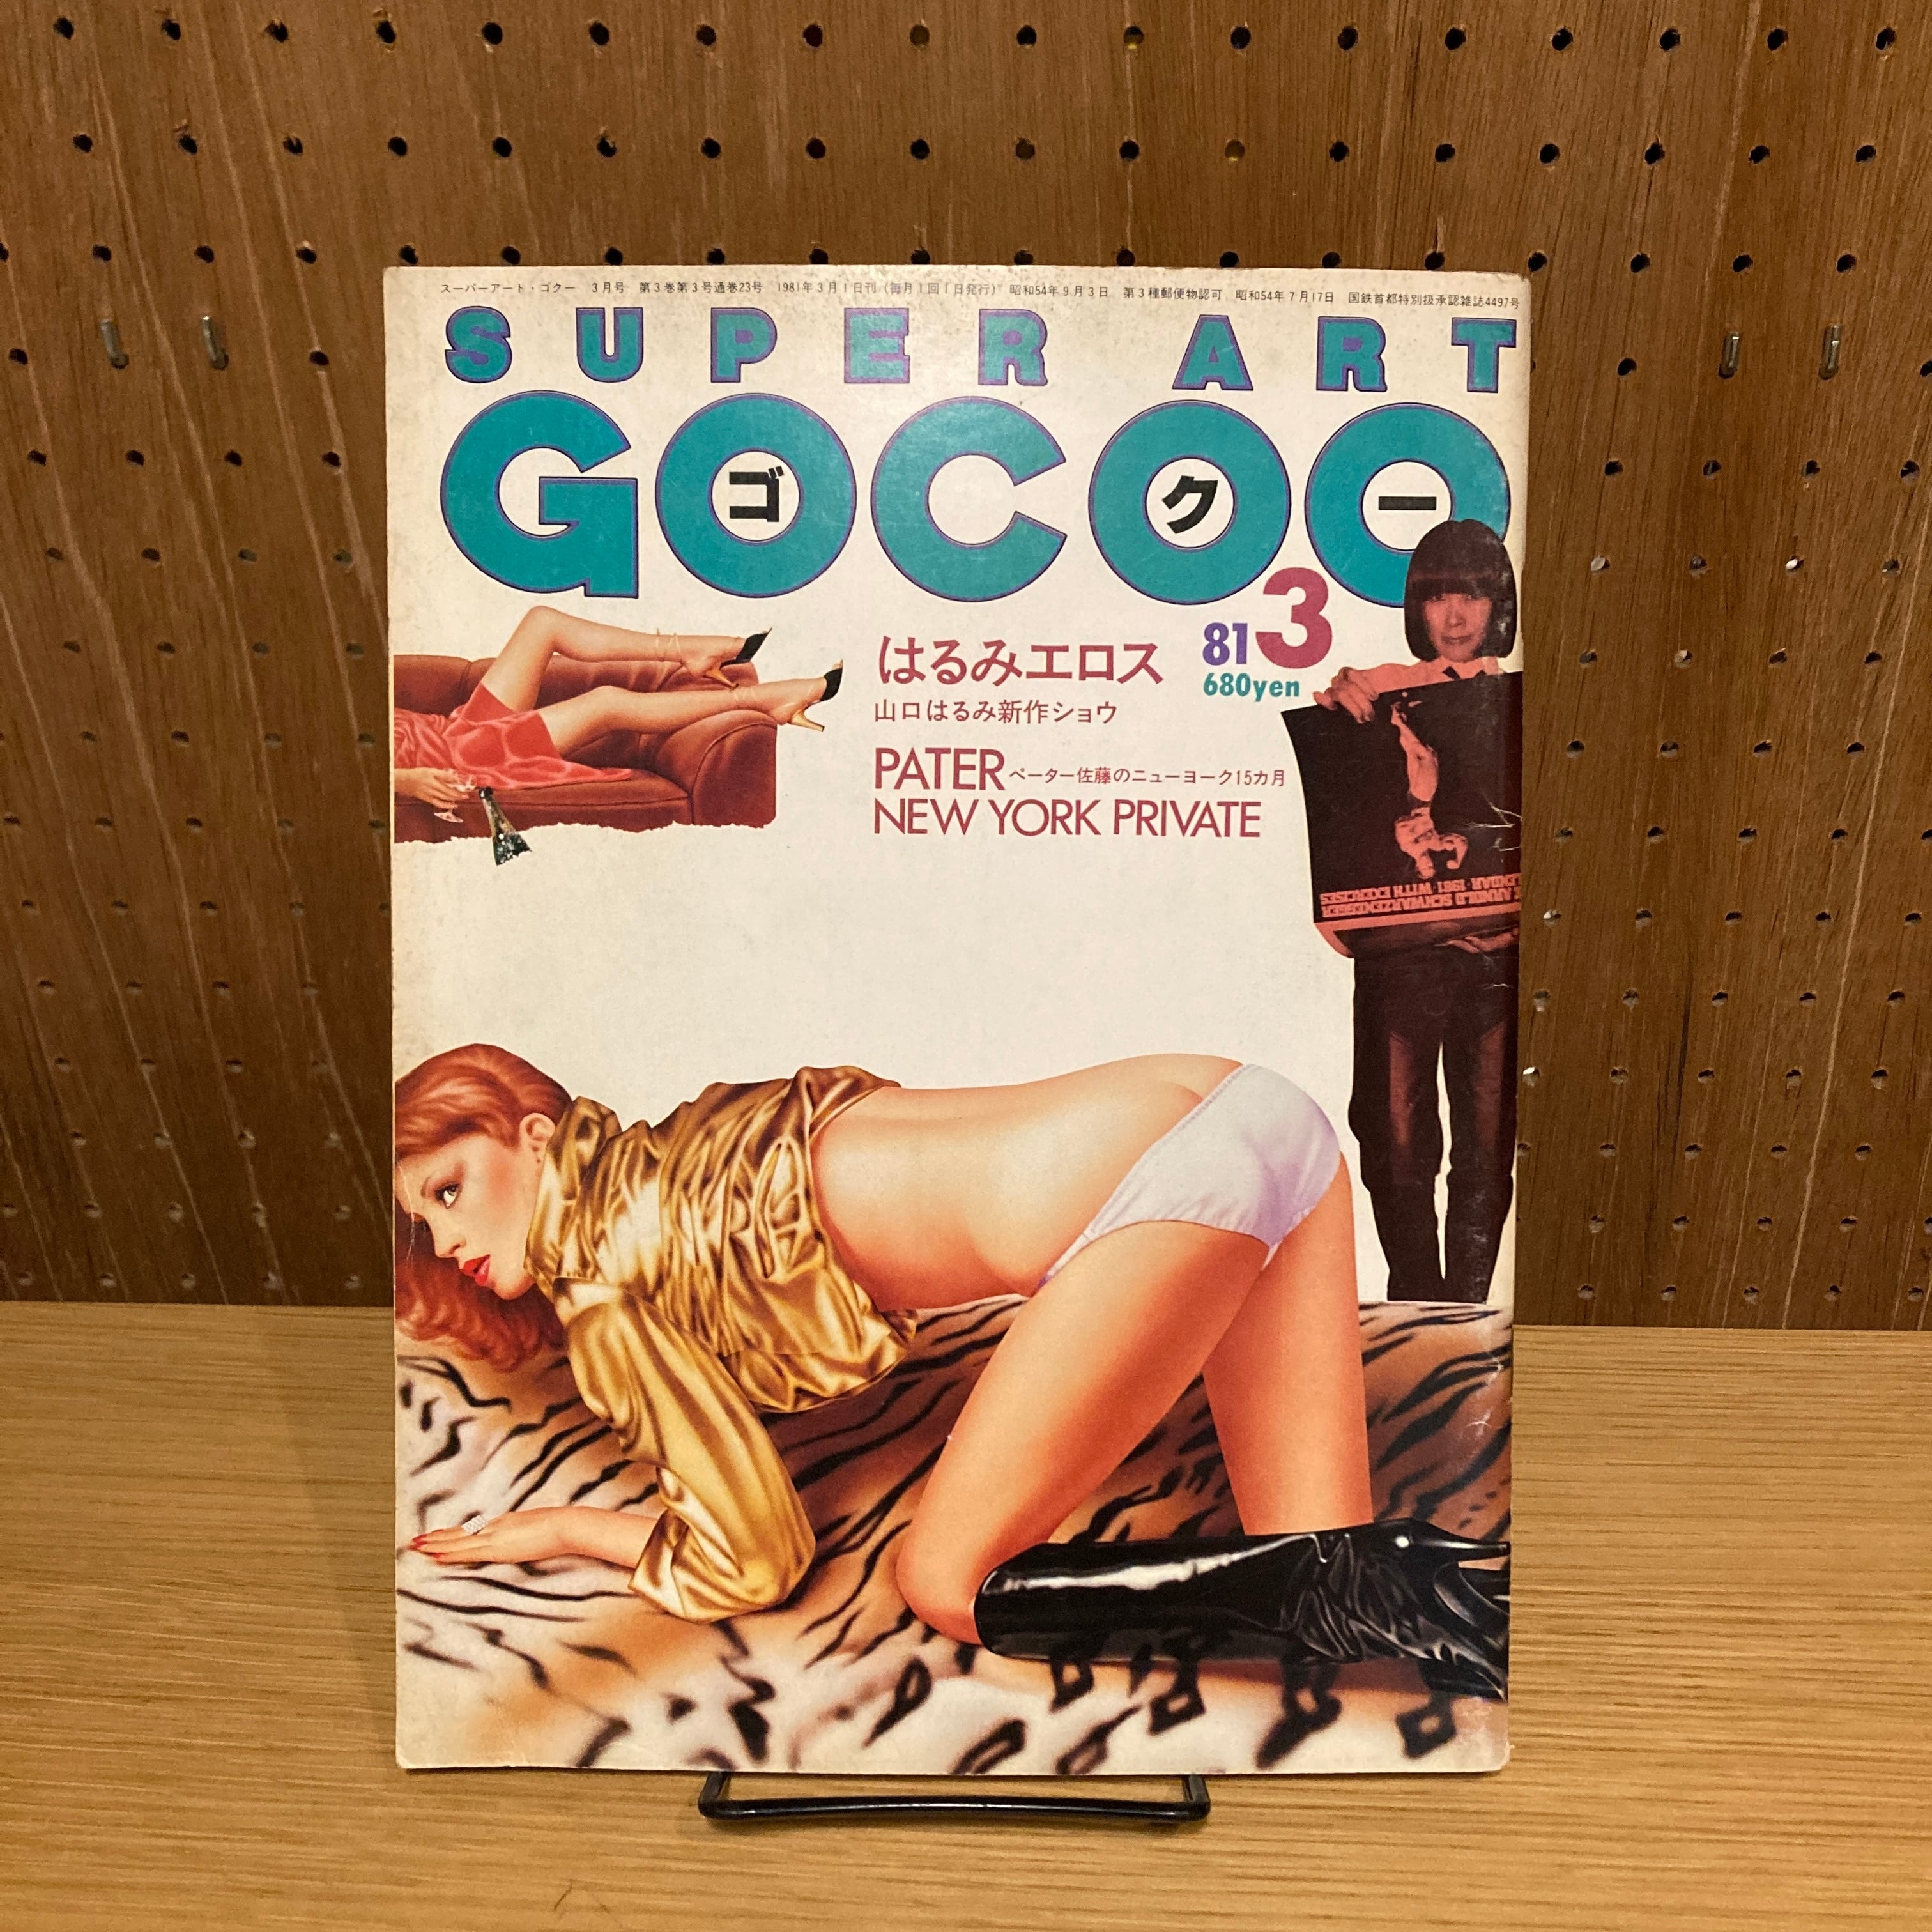 スーパーアート・ゴクー 3月号 第3巻第3号通巻23号 1981年3月1日刊(毎月1回1日発行) 昭和54年9月3日 第3種郵便物認可 昭和54年7月17日 国鉄首都特別扱承認雑誌4497号
SUPER ART
GOCOO
ゴクー
81 3
680yen
はるみエロス
山口はるみ新作ショウ
PATER ペーター佐藤のニューヨーク15カ月
NEW YORK PRIVATE
ARNOLD SCHWARZENEGGER
1981 WITH EXERCISES